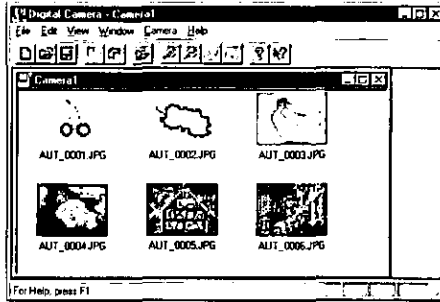 Digital Camera - Camera1
File Edit View Window Camera Help
Camera1
AUT_0001.JPG AUT_0002.JPG AUT_0003.JPG
AUT_0004.JPG AUT_0005.JPG AUT_0006.JPG
For Help, press F1